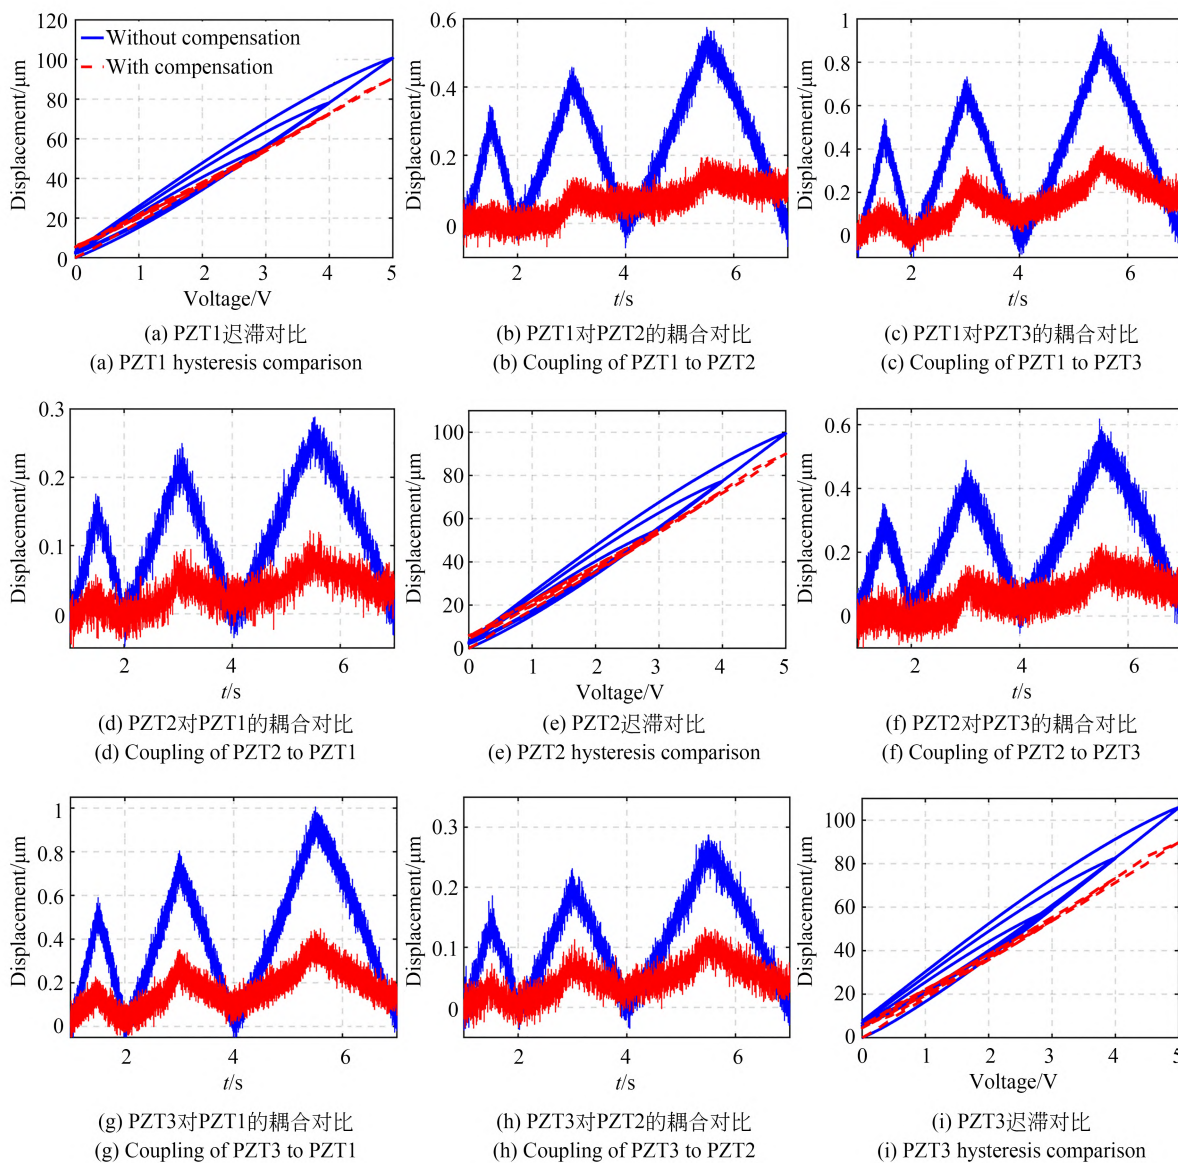 120
100
80
60
40
20
0
Displacement/μm
Without compensation
With compensation
0 1 2 3 4 5
Voltage/V
(a) PZT1迟滞对比
(a) PZT1 hysteresis comparison
0.6
0.4
0.2
0
Displacement/μm
2 4 6
t/s
(b) PZT1对PZT2的耦合对比
(b) Coupling of PZT1 to PZT2
1
0.8
0.6
0.4
0.2
0
Displacement/μm
2 4 6
t/s
(c) PZT1对PZT3的耦合对比
(c) Coupling of PZT1 to PZT3
0.3
0.2
0.1
0
Displacement/μm
2 4 6
t/s
(d) PZT2对PZT1的耦合对比
(d) Coupling of PZT2 to PZT1
100
80
60
40
20
0
Displacement/μm
0 1 2 3 4 5
Voltage/V
(e) PZT2迟滞对比
(e) PZT2 hysteresis comparison
0.6
0.4
0.2
0
Displacement/μm
2 4 6
t/s
(f) PZT2对PZT3的耦合对比
(f) Coupling of PZT2 to PZT3
1
0.8
0.6
0.4
0.2
0
Displacement/μm
2 4 6
t/s
(g) PZT3对PZT1的耦合对比
(g) Coupling of PZT3 to PZT1
0.3
0.2
0.1
0
Displacement/μm
2 4 6
t/s
(h) PZT3对PZT2的耦合对比
(h) Coupling of PZT3 to PZT2
100
80
60
40
20
0
Displacement/μm
0 1 2 3 4 5
Voltage/V
(i) PZT3迟滞对比
(i) PZT3 hysteresis comparison